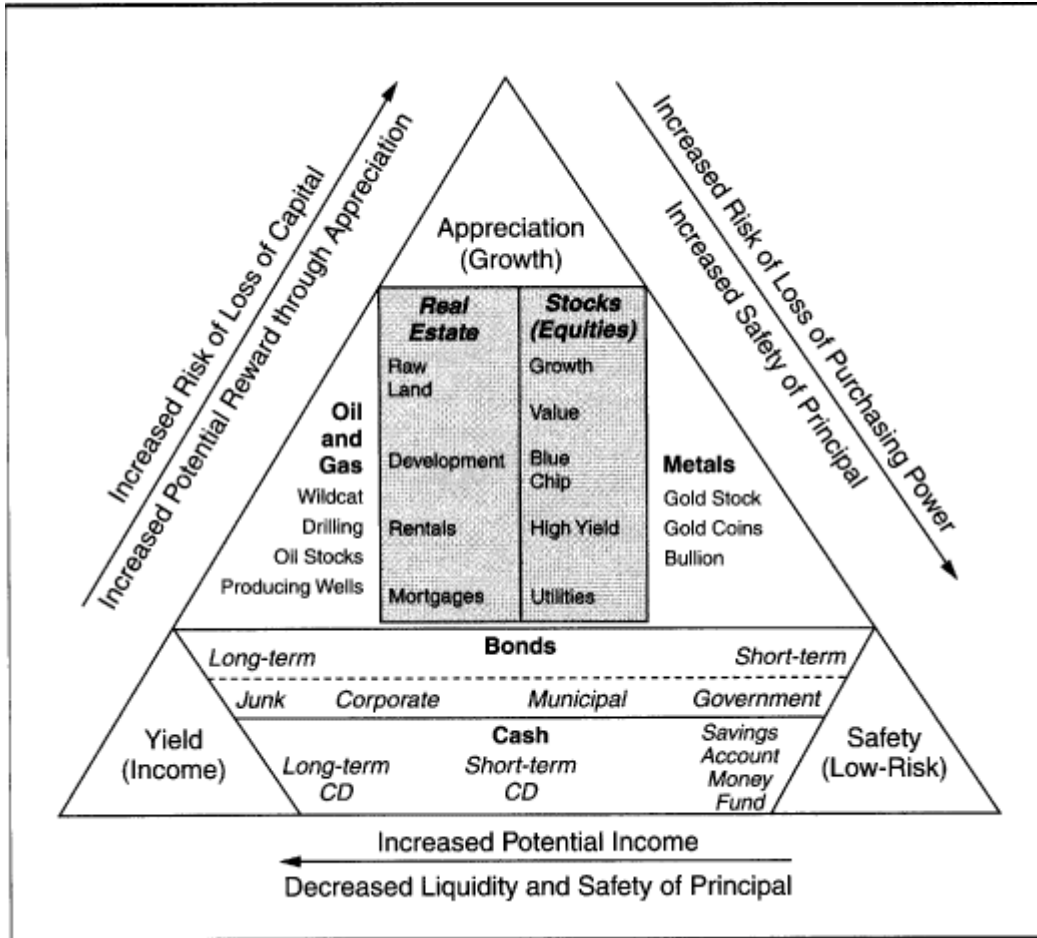 Increased Risk of Loss of Capital
Increased Potential Reward through Appreciation
Increased Risk of Loss of Purchasing Power
Increased Safety of Principal
Appreciation
(Growth)
Real
Estate
Raw
Land
Development
Rentals
Mortgages
Stocks
(Equities)
Growth
Value
Blue
Chip
High Yield
Utilities
Oil
and
Gas
Wildcat
Drilling
Oil Stocks
Producing Wells
Metals
Gold Stock
Gold Coins
Bullion
Bonds
Long-term
Short-term
Junk
Corporate
Municipal
Government
Yield
(Income)
Cash
Long-term
CD
Short-term
CD
Savings
Account
Money
Fund
Safety
(Low-Risk)
Increased Potential Income
Decreased Liquidity and Safety of Principal